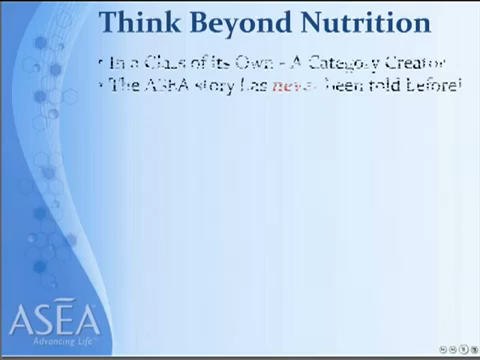 Think Beyond Nutrition
• In a Class of its Own - A Category Creator
• The ASEA story has never been told before!
ASEA
Advancing Life™